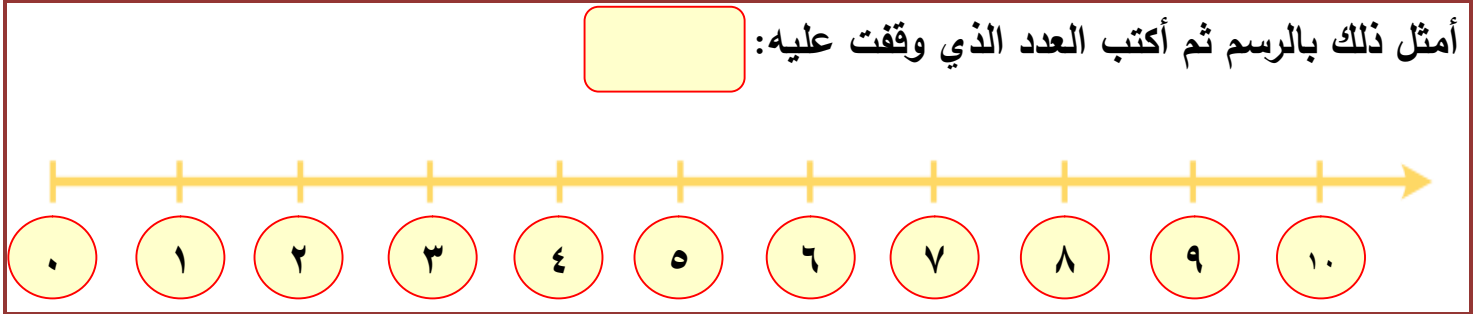 أمثل ذلك بالرسم ثم أكتب العدد الذي وقفت عليه:
٠ ١ ٢ ٣ ٤ ٥ ٦ ٧ ٨ ٩ ١٠